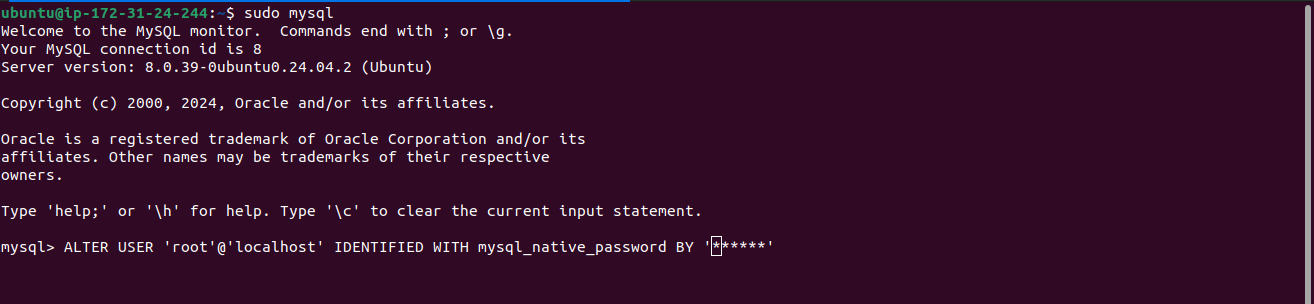 ubuntu@ip-172-31-24-244:~$ sudo mysql
Welcome to the MySQL monitor.  Commands end with ; or \g.
Your MySQL connection id is 8
Server version: 8.0.39-0ubuntu0.24.04.2 (Ubuntu)
Copyright (c) 2000, 2024, Oracle and/or its affiliates.
Oracle is a registered trademark of Oracle Corporation and/or its
affiliates. Other names may be trademarks of their respective
owners.
Type 'help;' or '\h' for help. Type '\c' to clear the current input statement.
mysql> ALTER USER 'root'@'localhost' IDENTIFIED WITH mysql_native_password BY '******'